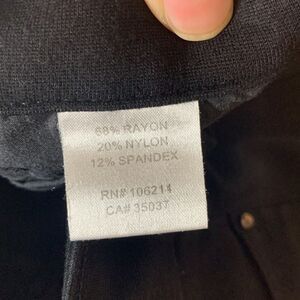 68% RAYON
20% NYLON
12% SPANDEX
RN# 106214
CA# 35037